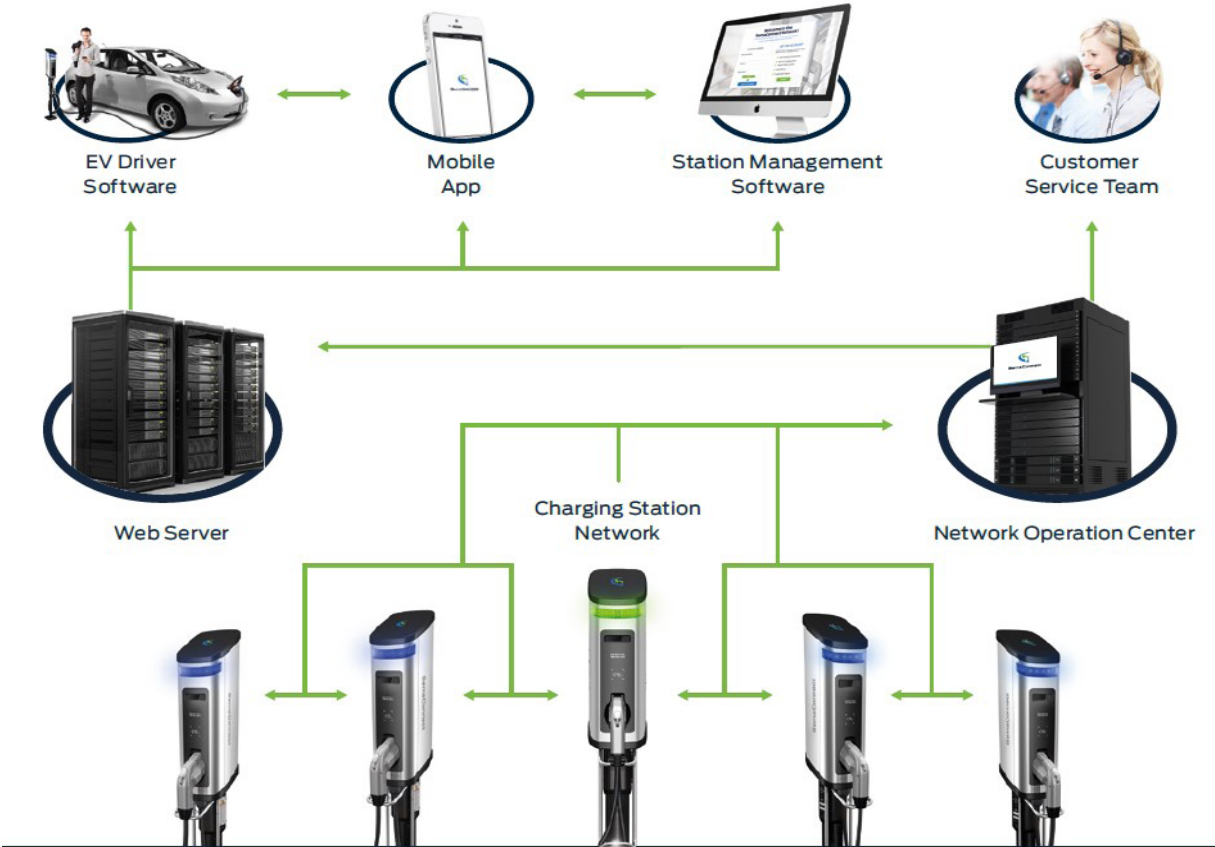 EV Driver
Software
Mobile
App
Station Management
Software
Customer
Service Team
SemaConnect
Web Server
Charging Station
Network
Network Operation Center